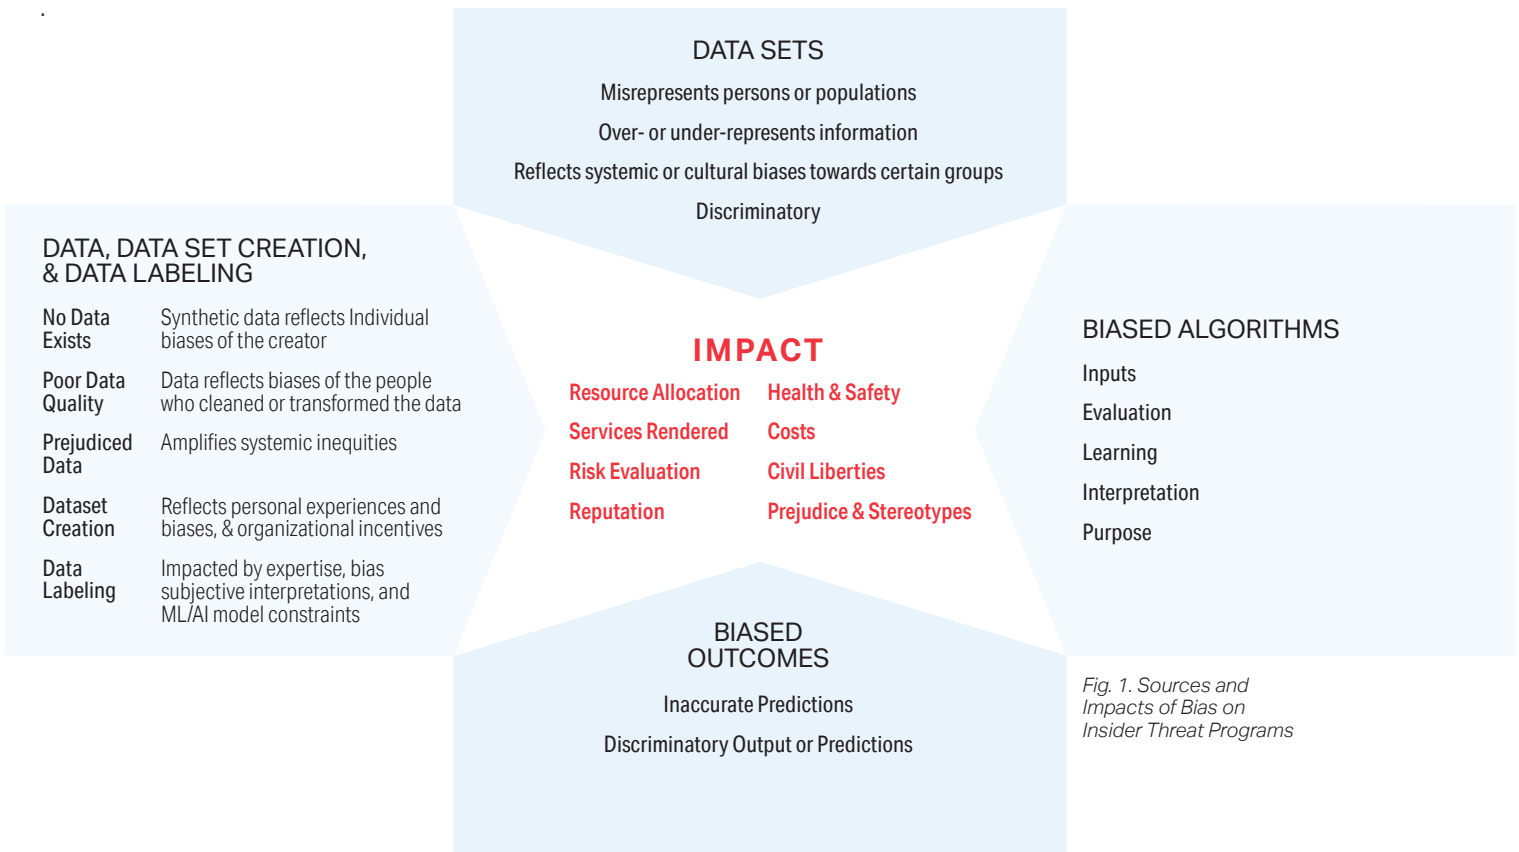 .
DATA SETS
Misrepresents persons or populations
Over- or under-represents information
Reflects systemic or cultural biases towards certain groups
Discriminatory
DATA, DATA SET CREATION,
& DATA LABELING
No Data
Exists
Synthetic data reflects Individual
biases of the creator
Poor Data
Quality
Data reflects biases of the people
who cleaned or transformed the data
Prejudiced
Data
Amplifies systemic inequities
Dataset
Creation
Reflects personal experiences and
biases, & organizational incentives
Data
Labeling
Impacted by expertise, bias
subjective interpretations, and
ML/AI model constraints
IMPACT
Resource Allocation
Services Rendered
Risk Evaluation
Reputation
Health & Safety
Costs
Civil Liberties
Prejudice & Stereotypes
BIASED ALGORITHMS
Inputs
Evaluation
Learning
Interpretation
Purpose
BIASED
OUTCOMES
Inaccurate Predictions
Discriminatory Output or Predictions
Fig. 1. Sources and
Impacts of Bias on
Insider Threat Programs